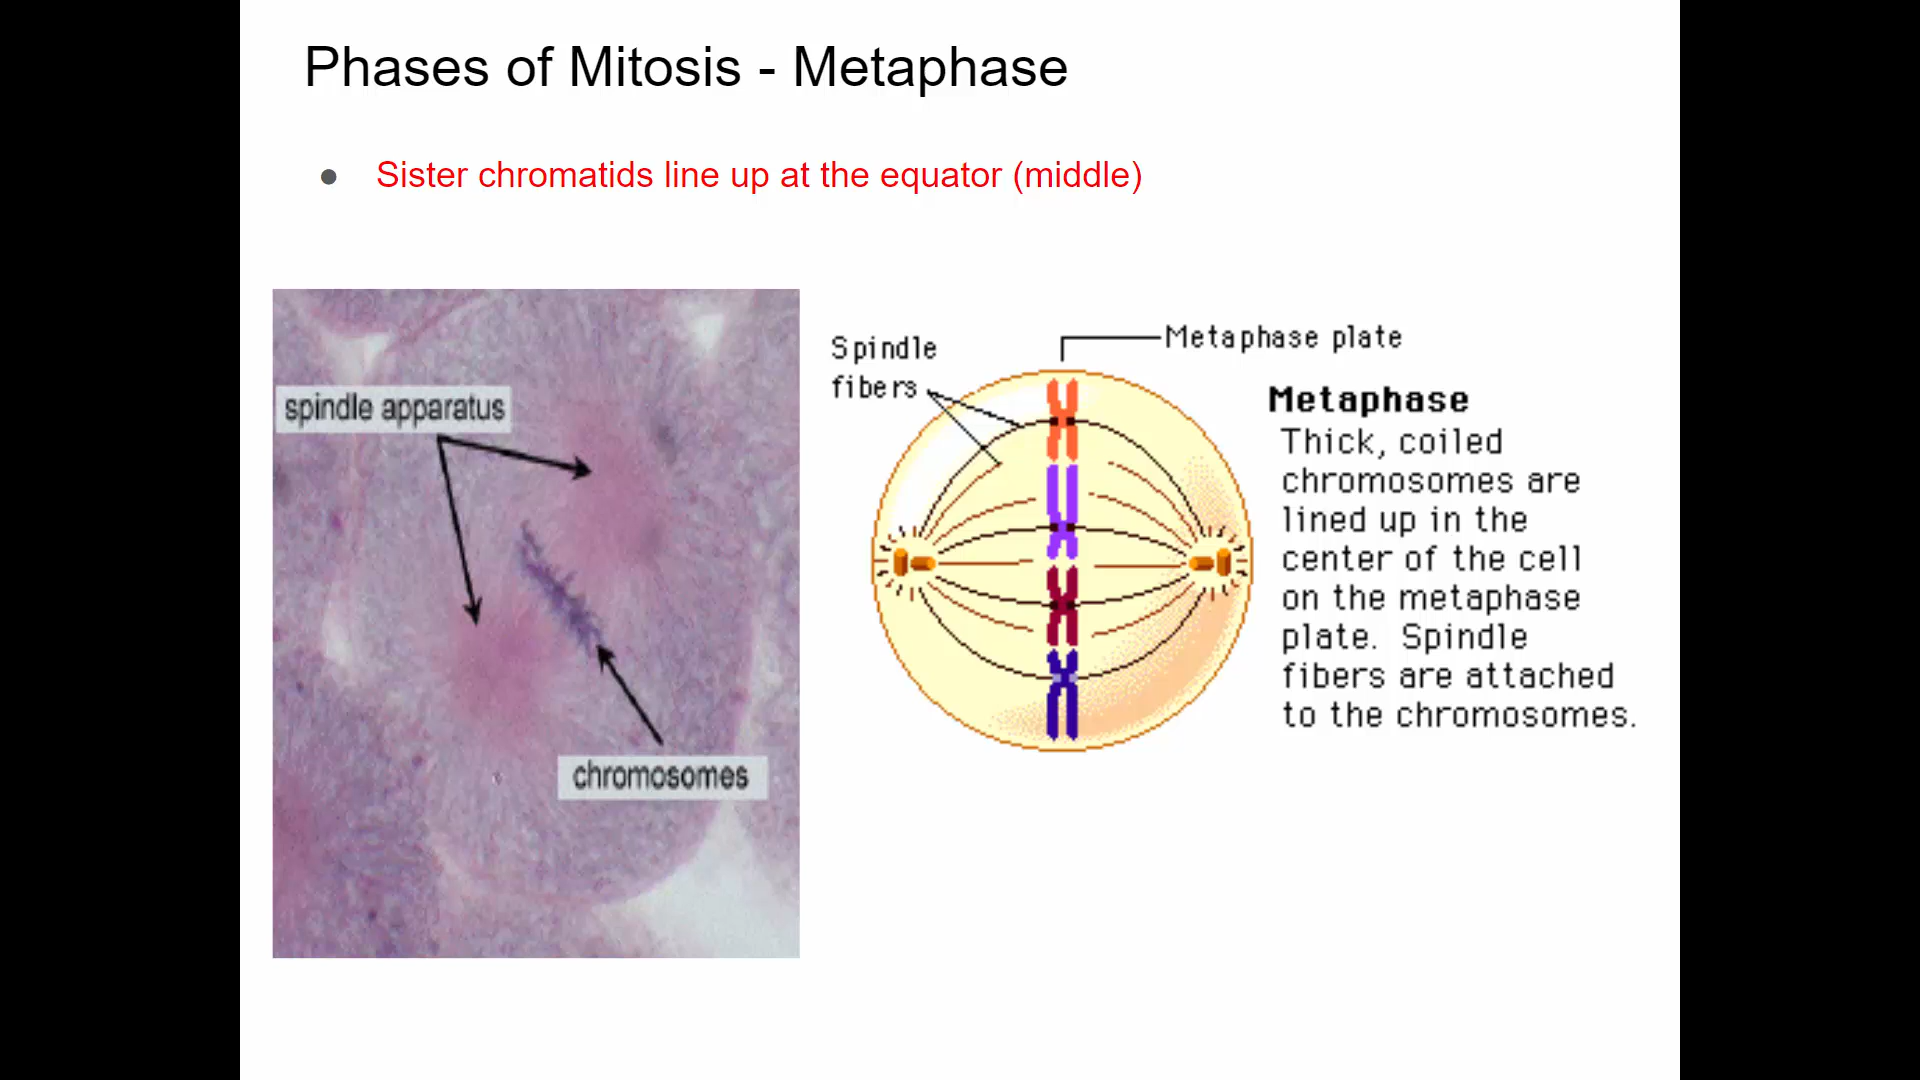 Phases of Mitosis - Metaphase
● Sister chromatids line up at the equator (middle)
spindle apparatus
chromosomes
Spindle
fibers
Metaphase plate
Metaphase
Thick, coiled
chromosomes are
lined up in the
center of the cell
on the metaphase
plate. Spindle
fibers are attached
to the chromosomes.